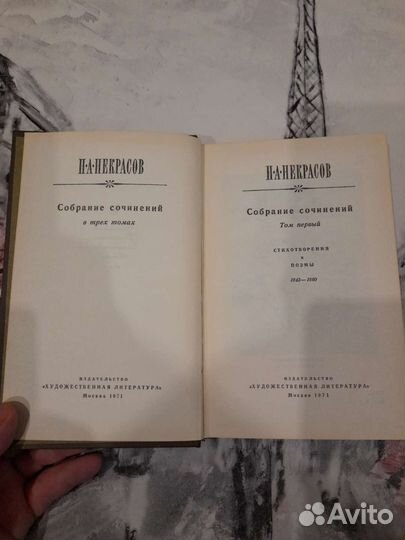 Н·А·НЕКРАСОВ
Собрание сочинений
в трех томах
ИЗДАТЕЛЬСТВО
«ХУДОЖЕСТВЕННАЯ ЛИТЕРАТУРА»
Москва 1971
Н·А·НЕКРАСОВ
Собрание сочинений
Том первый
СТИХОТВОРЕНИЯ
и
ПОЭМЫ
ИЗДАТЕЛЬСТВО
«ХУДОЖЕСТВЕННАЯ ЛИТЕРАТУРА»
Москва 1971
Avito